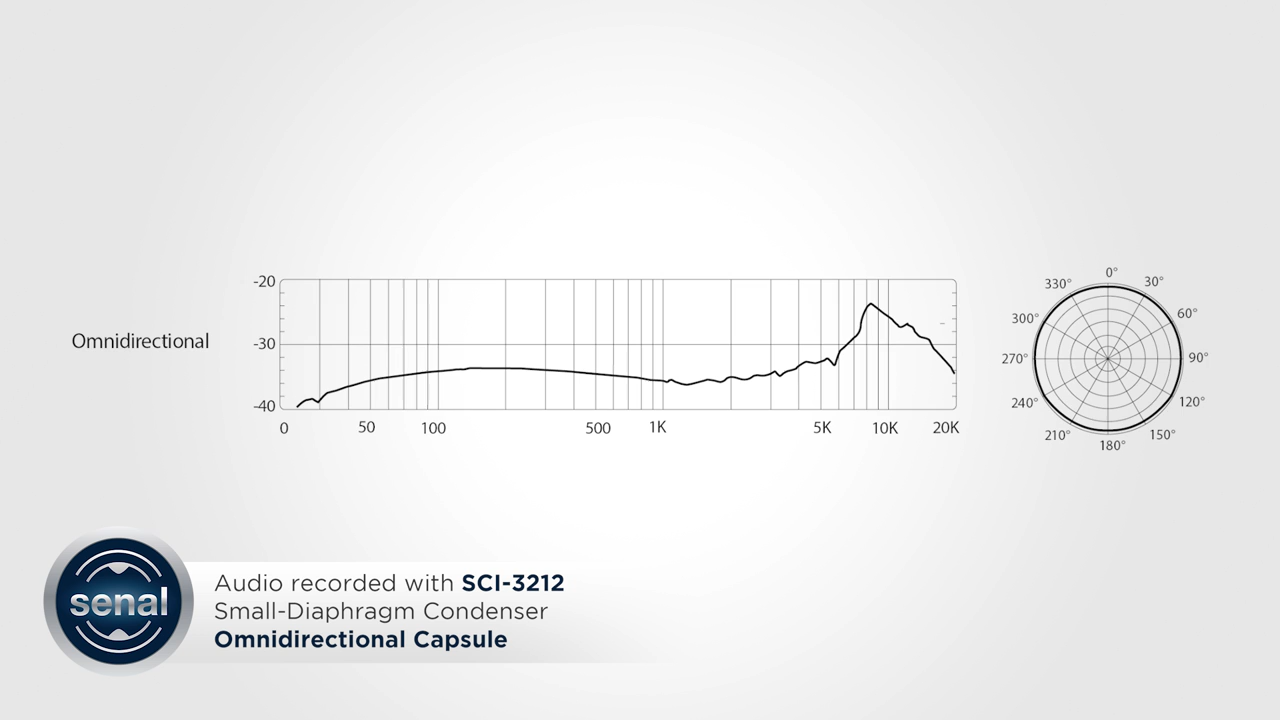 Omnidirectional
-20
-30
-40
0 50 100 500 1K 5K 10K 20K
0°
30°
60°
90°
120°
150°
180°
210°
240°
270°
300°
330°
senal
Audio recorded with SCI-3212
Small-Diaphragm Condenser
Omnidirectional Capsule